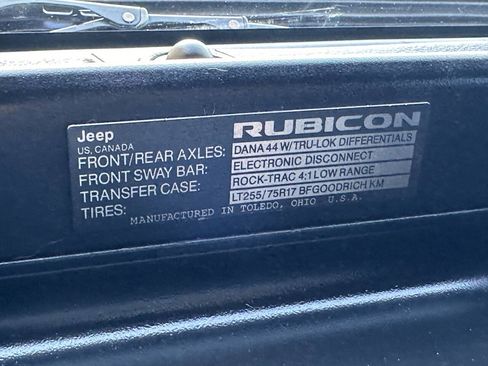 Jeep RUBICON
US, CANADA
FRONT/REAR AXLES: DANA 44 W/TRU-LOK DIFFERENTIALS
FRONT SWAY BAR: ELECTRONIC DISCONNECT
TRANSFER CASE: ROCK-TRAC 4:1 LOW RANGE
TIRES: LT255/75R17 BFGOODRICH KM
MANUFACTURED IN TOLEDO, OHIO U.S.A.